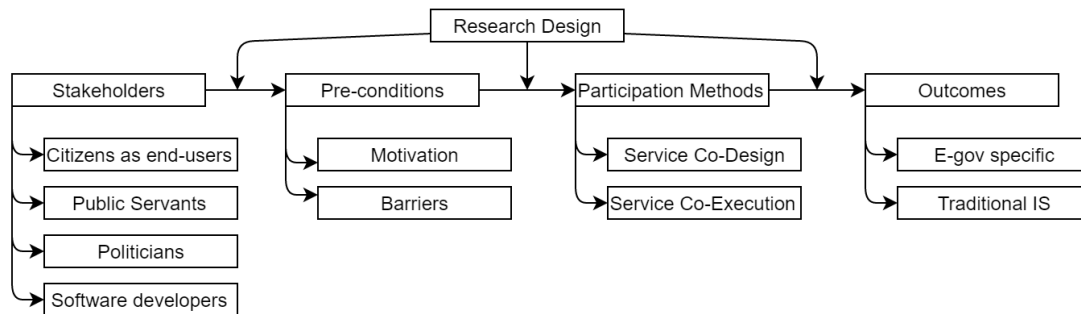 Research Design
Stakeholders
Pre-conditions
Participation Methods
Outcomes
Citizens as end-users
Motivation
Service Co-Design
E-gov specific
Public Servants
Barriers
Service Co-Execution
Traditional IS
Politicians
Software developers